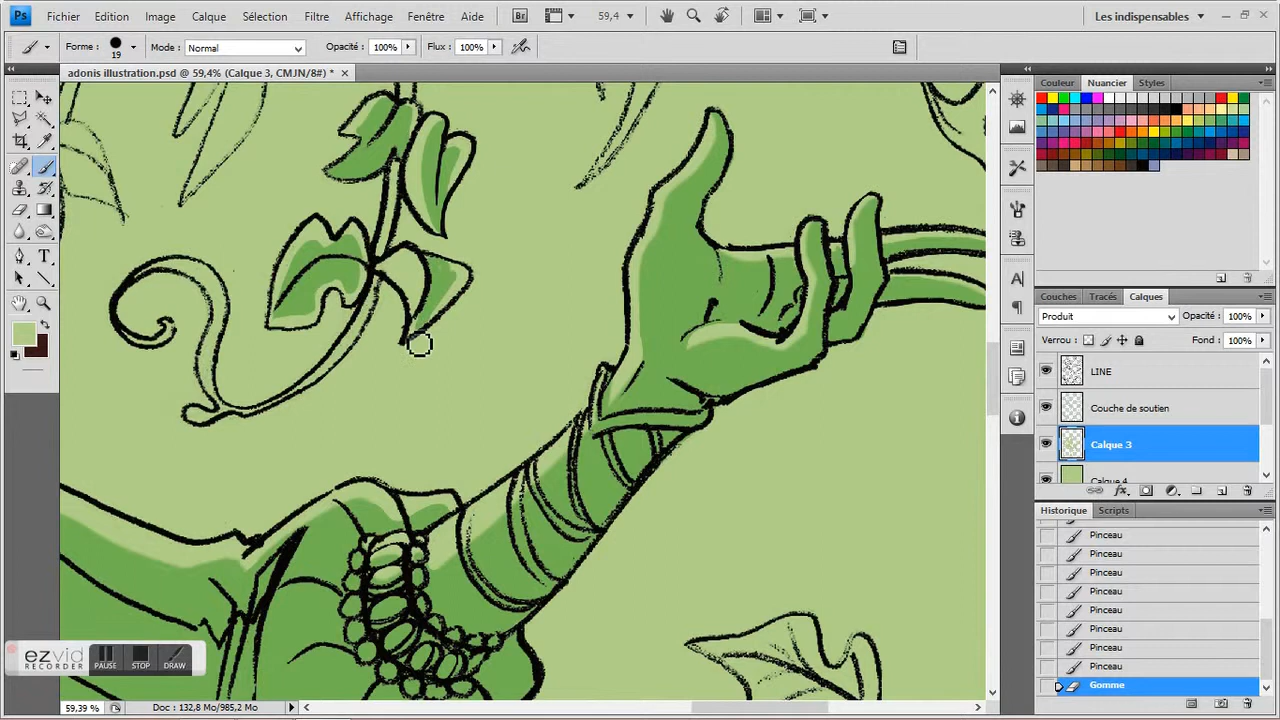 Ps Fichier Edition Image Calque Sélection Filtre Affichage Fenêtre Aide Br 59,4 Les indispensables
Forme : 19 Mode : Normal Opacité : 100% Flux : 100%
adonis illustration.psd @ 59,4% (Calque 3, CMJN/8#) *
Couleur Nuancier Styles
Couches Tracés Calques
Produit Opacité : 100%
Verrou : Fond : 100%
LINE
Couche de soutien
Calque 3
Calque 4
Historique Scripts
Pinceau
Pinceau
Pinceau
Pinceau
Pinceau
Pinceau
Pinceau
Pinceau
Gomme
ezvid
RECORDER
PAUSE STOP DRAW
59,39 % Doc : 132,8 Mo/985,2 Mo